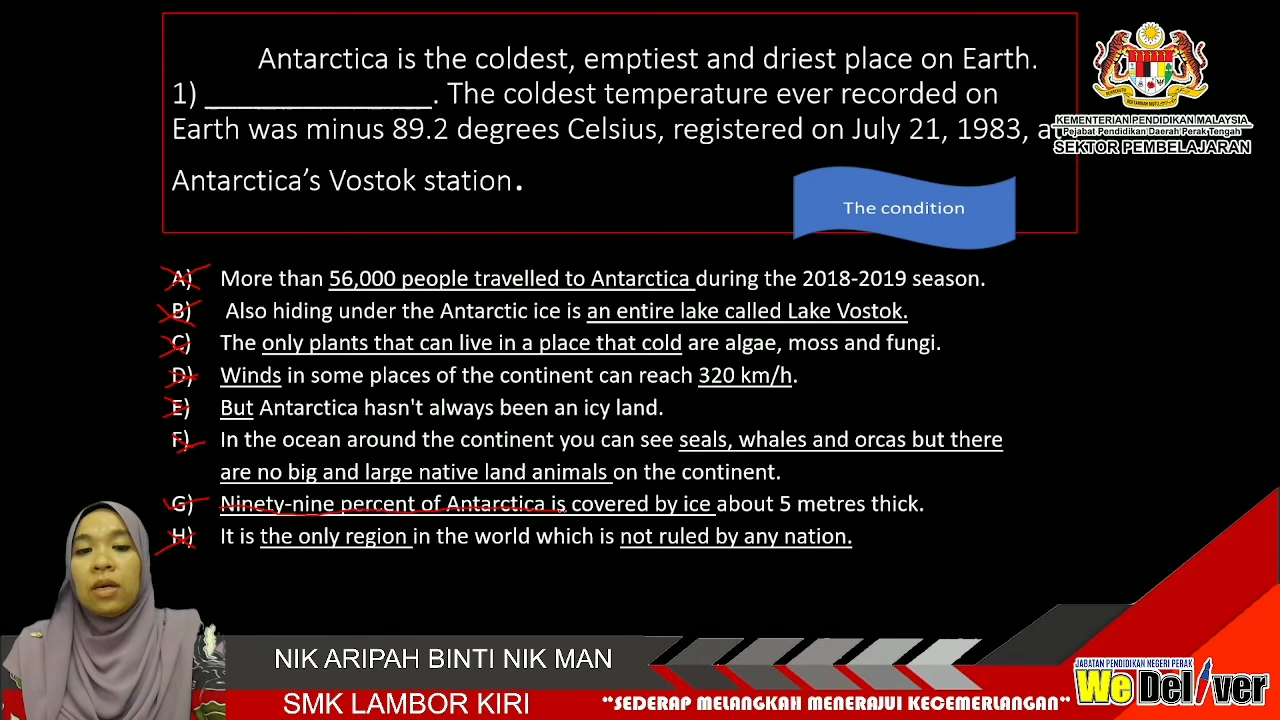 Antarctica is the coldest, emptiest and driest place on Earth.
1) _______________. The coldest temperature ever recorded on
Earth was minus 89.2 degrees Celsius, registered on July 21, 1983, at
Antarctica’s Vostok station.
KEMENTERIAN PENDIDIKAN MALAYSIA
Pejabat Pendidikan Daerah Perak Tengah
SEKTOR PEMBELAJARAN
The condition
A) More than 56,000 people travelled to Antarctica during the 2018-2019 season.
B) Also hiding under the Antarctic ice is an entire lake called Lake Vostok.
C) The only plants that can live in a place that cold are algae, moss and fungi.
D) Winds in some places of the continent can reach 320 km/h.
E) But Antarctica hasn't always been an icy land.
F) In the ocean around the continent you can see seals, whales and orcas but there
are no big and large native land animals on the continent.
G) Ninety-nine percent of Antarctica is covered by ice about 5 metres thick.
H) It is the only region in the world which is not ruled by any nation.
NIK ARIPAH BINTI NIK MAN
SMK LAMBOR KIRI
“SEDERAP MELANGKAH MENERAJUI KECEMERLANGAN”
JABATAN PENDIDIKAN NEGERI PERAK
We Deliver